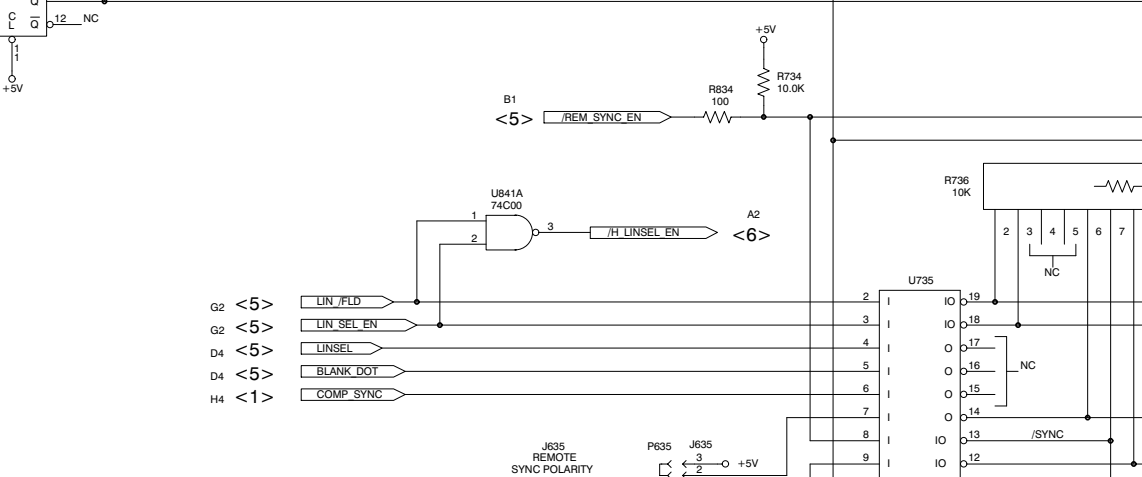 Q
C
L
Q
12
NC
1
1
+5V
+5V
R734
10.0K
R834
100
B1
<5>
/REM_SYNC_EN
R736
10K
2
3
4
5
6
7
NC
U841A
74C00
1
2
3
/H_LINSEL_EN
A2
<6>
U735
G2 <5> LIN_/FLD 2 I IO 19
G2 <5> LIN_SEL_EN 3 I IO 18
D4 <5> LINSEL 4 I O 17
D4 <5> BLANK_DOT 5 I O 16 NC
H4 <1> COMP_SYNC 6 I O 15
7 I O 14
8 I IO 13 /SYNC
9 I IO 12
J635
REMOTE
SYNC POLARITY
P635
J635
3
+5V
2